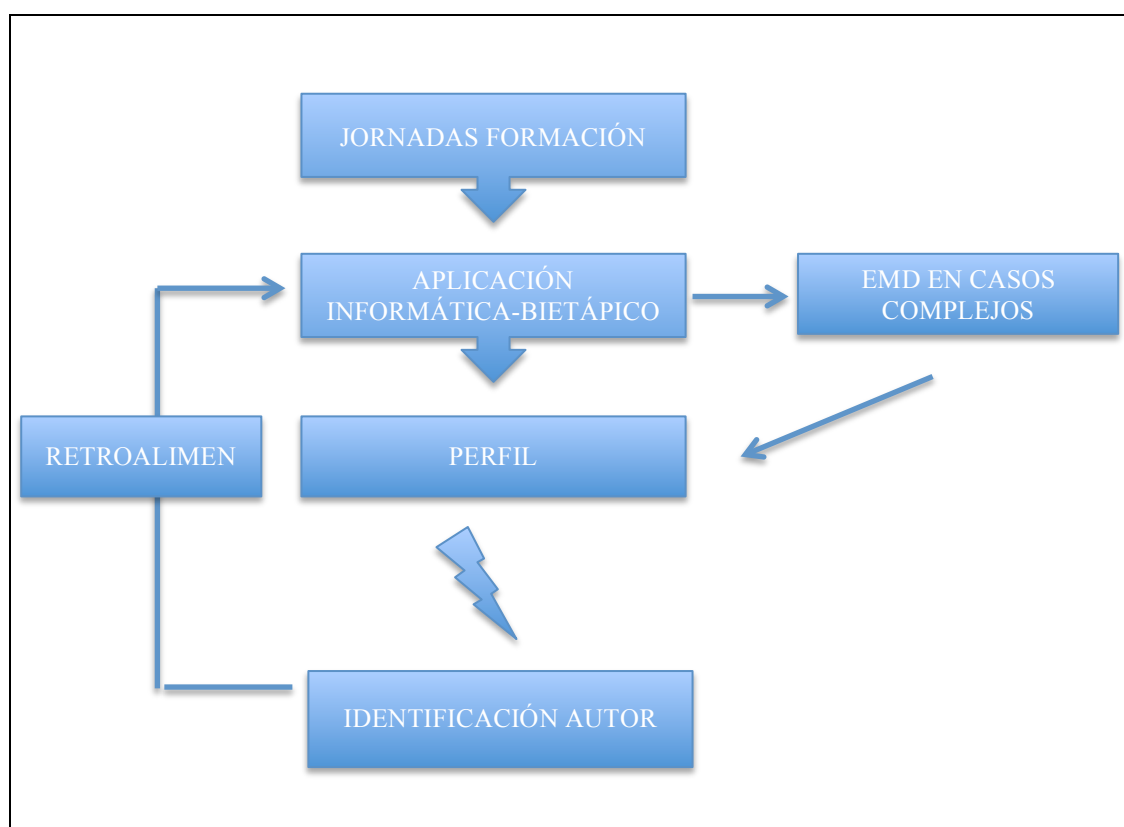 JORNADAS FORMACIÓN
APLICACIÓN
INFORMÁTICA-BIETÁPICO
EMD EN CASOS
COMPLEJOS
RETROALIMEN
PERFIL
IDENTIFICACIÓN AUTOR